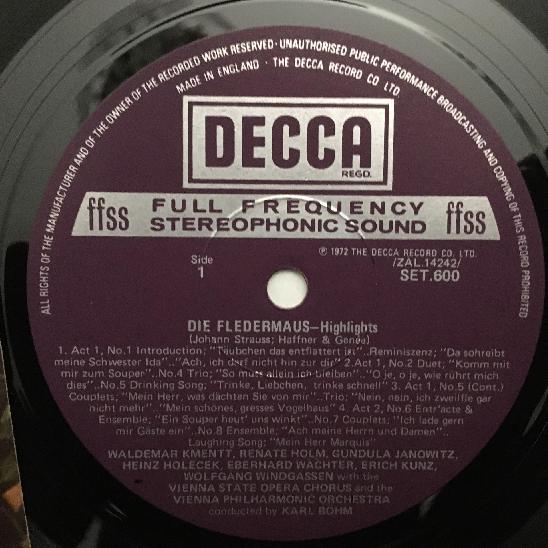 ALL RIGHTS OF THE MANUFACTURER AND OF THE OWNER OF THE RECORDED WORK RESERVED · UNAUTHORISED PUBLIC PERFORMANCE BROADCASTING AND COPYING OF THIS RECORD PROHIBITED
MADE IN ENGLAND · THE DECCA RECORD CO LTD
DECCA
REGD.
ffss FULL FREQUENCY ffss
STEREOPHONIC SOUND
Ⓟ 1972 THE DECCA RECORD CO. LTD.
Side /ZAL.14242/
1 SET.600
DIE FLEDERMAUS—Highlights
(Johann Strauss; Haffner & Genée)
1. Act 1, No.1 Introduction; "Täubchen das entflattert ist"..Reminiszenz; "Da sohreibt
meine Schwester Ida".."Ach, ich derf nicht hin zur dir" 2.Act 1, No.2 Duet; "Komm mit
mir zum Souper"..No.4 Trio; "So muss allein ich bleiben".."O je, o je, wie rührt mich
dies"..No.5 Drinking Song; "Trinke, Liebchen, trinke schnell" 3. Act 1, No.5 (Cont.)
Couplets; "Mein Herr, was dächten Sie von mir"..Trio; "Nein, nein, ich zweiffle gar
nicht mehr".."Mein schönes, gresses Vogelhaus" 4. Act 2, No.6 Entr'acte &
Ensemble; "Ein Souper heut' uns winkt"..No.7 Couplets; "Ich lade gern
mir Gäste ein"..No.8 Ensemble; "Ach meine Herrn und Damen"..
Laughing Song; "Mein Herr Marquis"
WALDEMAR KMENTT, RENATE HOLM, GUNDULA JANOWITZ,
HEINZ HOLECEK, EBERHARD WÄCHTER, ERICH KUNZ,
WOLFGANG WINDGASSEN with the
VIENNA STATE OPERA CHORUS and the
VIENNA PHILHARMONIC ORCHESTRA
conducted by KARL BÖHM